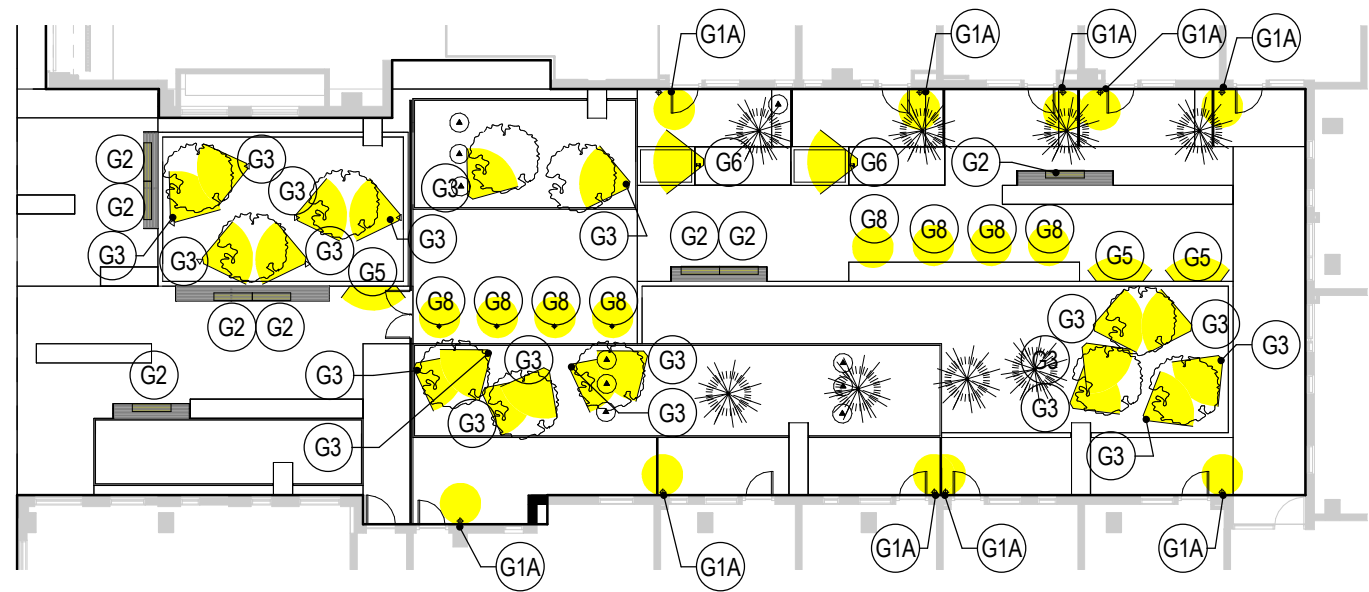 G1A G1A G1A G1A G1A
G2 G3 G6 G6 G2
G2 G3 G3
G8 G8 G8 G8
G3 G3 G3 G3 G3 G2 G2
G5 G5 G5
G8 G8 G8 G8
G2 G2 G3 G3
G3 G3 G3 G3 G3
G2 G3
G3 G3
G3 G3 G3
G1A G1A
G1A G1A G1A